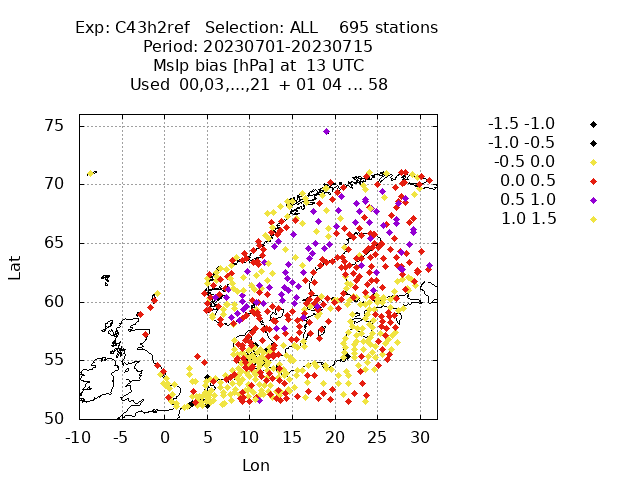 Exp: C43h2ref   Selection: ALL    695 stations
Period: 20230701-20230715
Mslp bias [hPa] at  13 UTC
Used  00,03,...,21  + 01 04 ... 58
-1.5 -1.0
-1.0 -0.5
-0.5 0.0
0.0 0.5
0.5 1.0
1.0 1.5
75
70
65
60
55
50
Lat
-10 -5 0 5 10 15 20 25 30
Lon